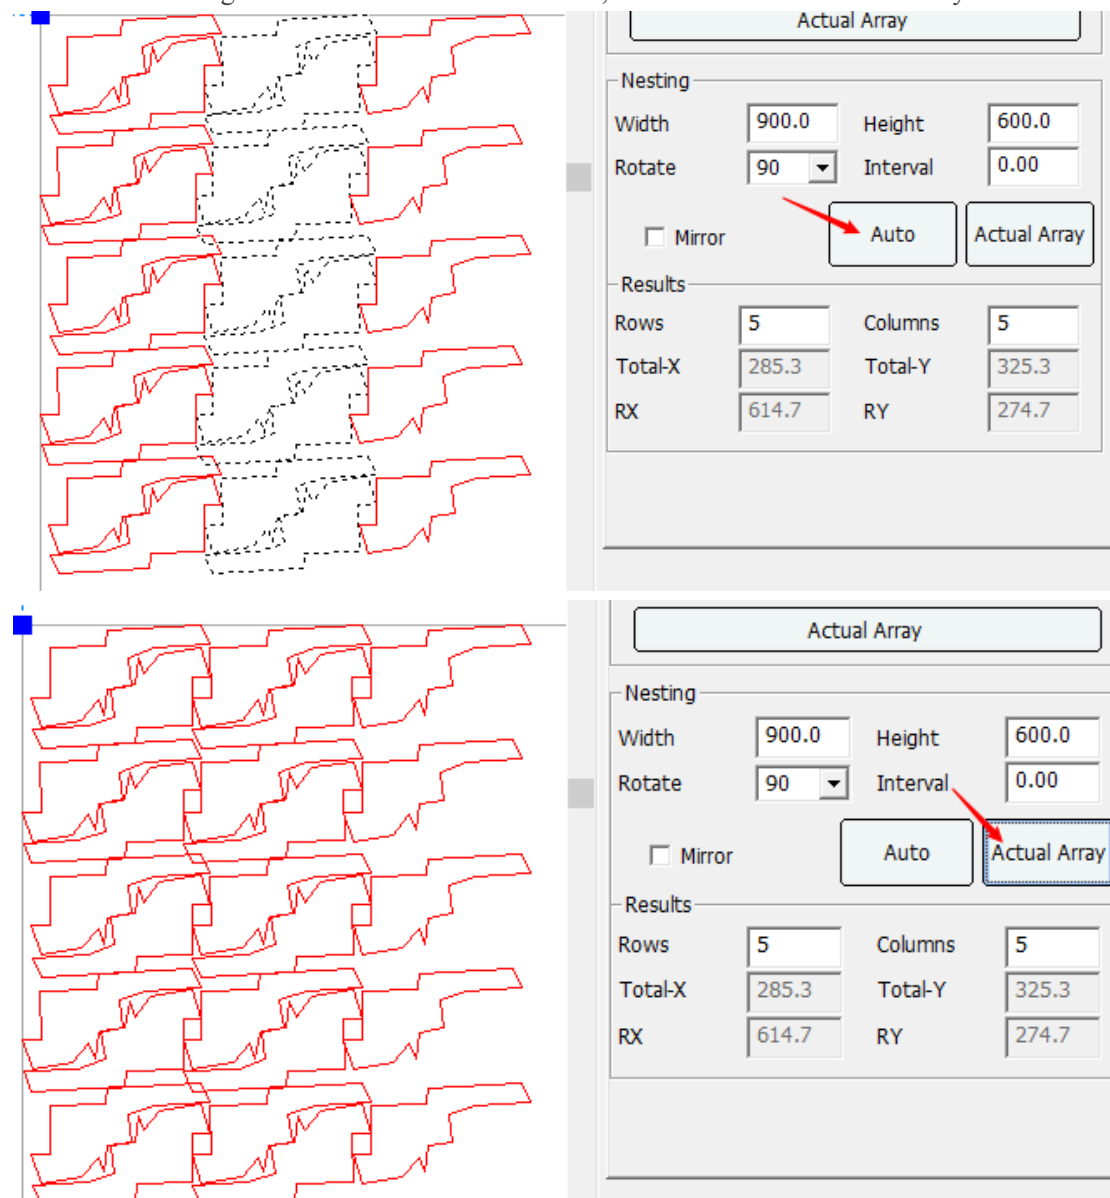 Actual Array
Nesting
Width 900.0 Height 600.0
Rotate 90 Interval 0.00
Mirror Auto Actual Array
Results
Rows 5 Columns 5
Total-X 285.3 Total-Y 325.3
RX 614.7 RY 274.7
Actual Array
Nesting
Width 900.0 Height 600.0
Rotate 90 Interval 0.00
Mirror Auto Actual Array
Results
Rows 5 Columns 5
Total-X 285.3 Total-Y 325.3
RX 614.7 RY 274.7